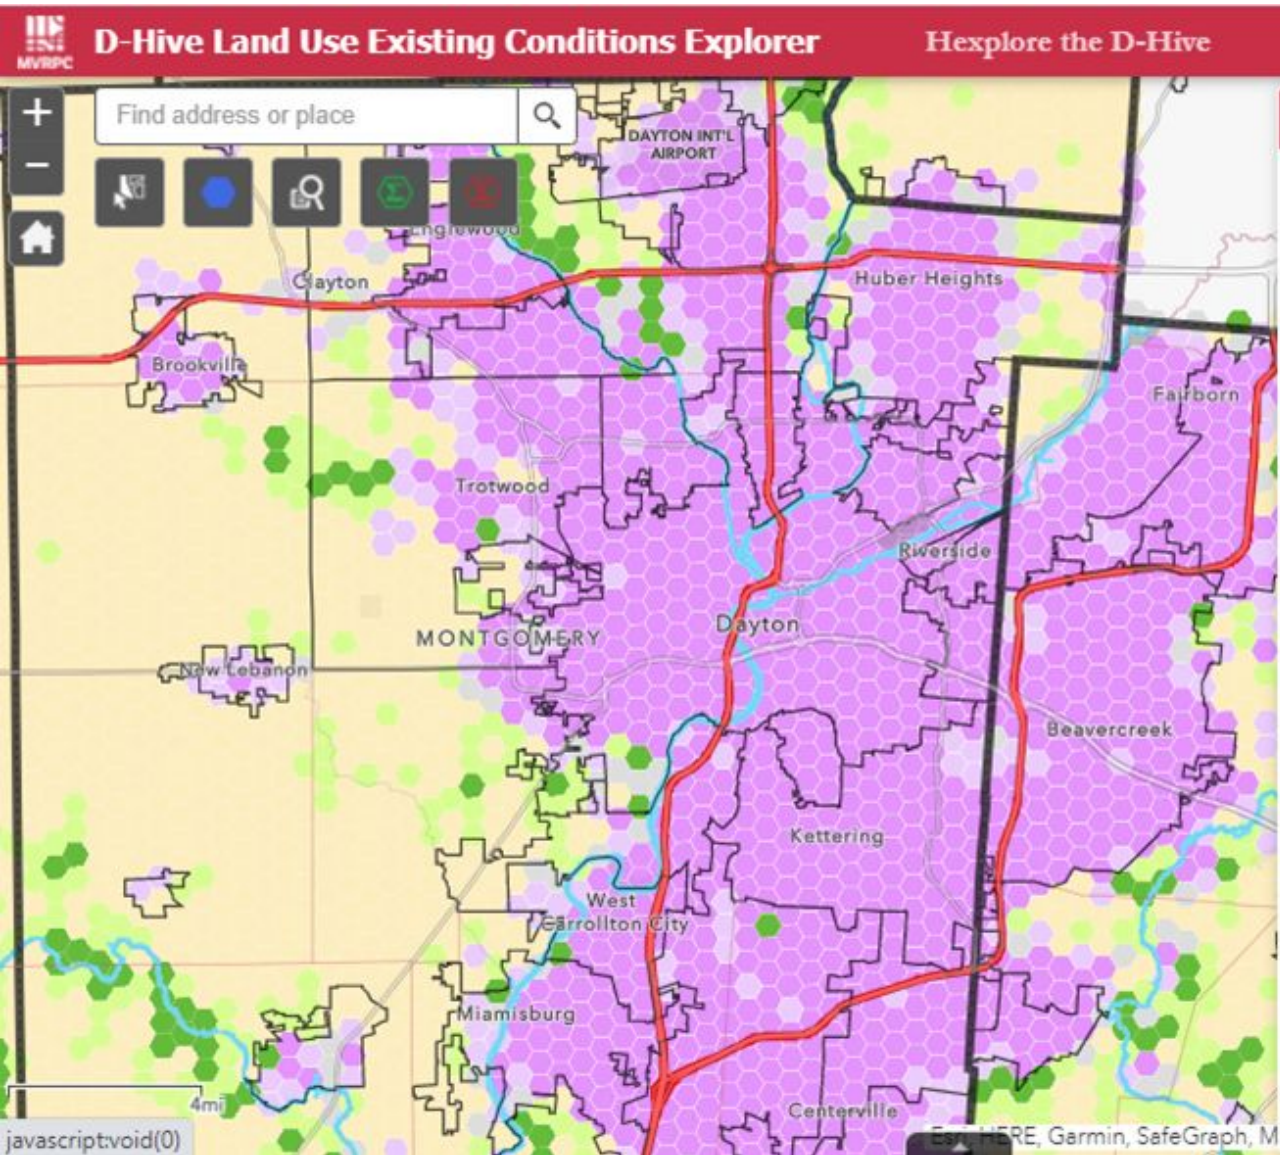 MVRPC
D-Hive Land Use Existing Conditions Explorer
Hexplore the D-Hive
+
Find address or place
−
DAYTON INT'L
AIRPORT
Englewood
Clayton
Huber Heights
Brookville
Fairborn
Trotwood
Riverside
Dayton
MONTGOMERY
New Lebanon
Beavercreek
Kettering
West
Carrollton City
Miamisburg
4mi
Centerville
javascript:void(0)
Esri, HERE, Garmin, SafeGraph, M